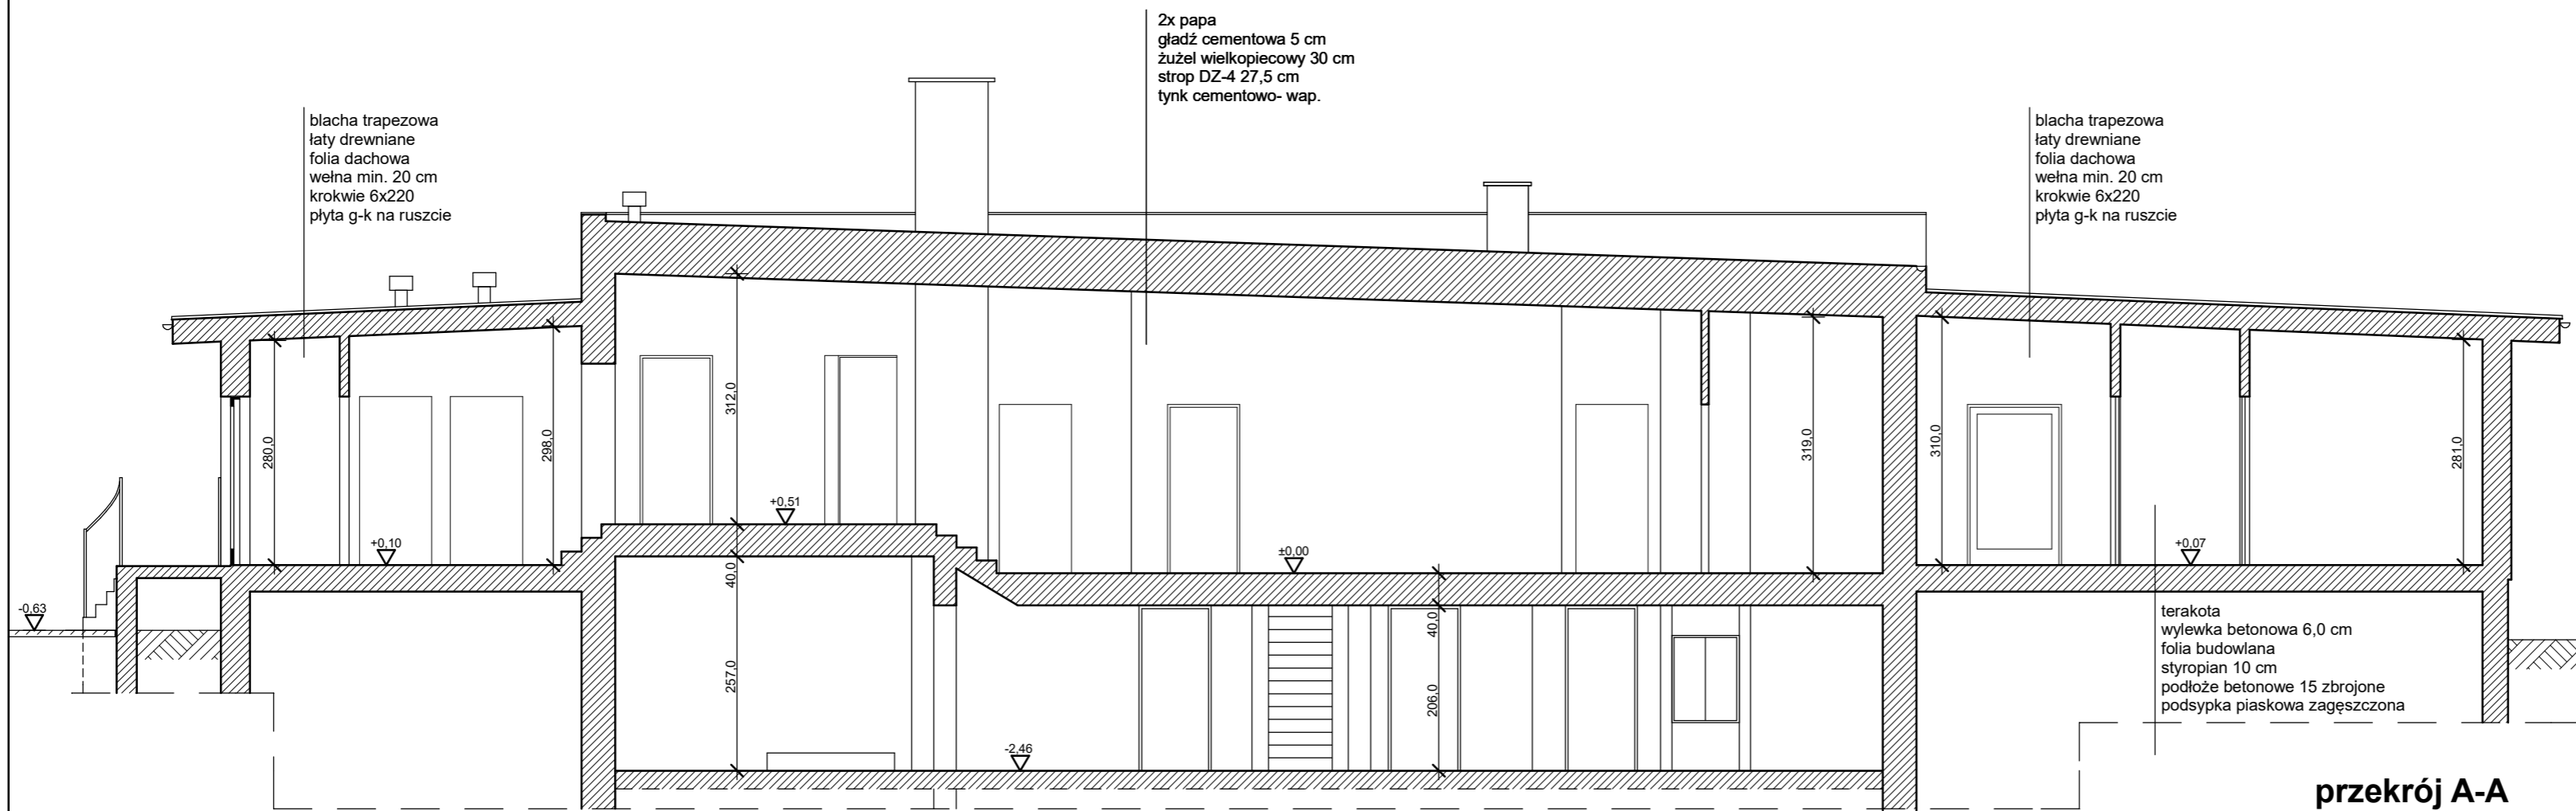 2x papa
gładź cementowa 5 cm
żużel wielkopiecowy 30 cm
strop DZ-4 27,5 cm
tynk cementowo- wap.
blacha trapezowa
łaty drewniane
folia dachowa
wełna min. 20 cm
krokwie 6x220
płyta g-k na ruszcie
blacha trapezowa
łaty drewniane
folia dachowa
wełna min. 20 cm
krokwie 6x220
płyta g-k na ruszcie
280,0
298,0
312,0
319,0
310,0
281,0
+0,51
+0,10
±0,00
+0,07
-0,63
40,0
40,0
257,0
206,0
-2,46
terakota
wylewka betonowa 6,0 cm
folia budowlana
styropian 10 cm
podłoże betonowe 15 zbrojone
podsypka piaskowa zagęszczona
przekrój A-A